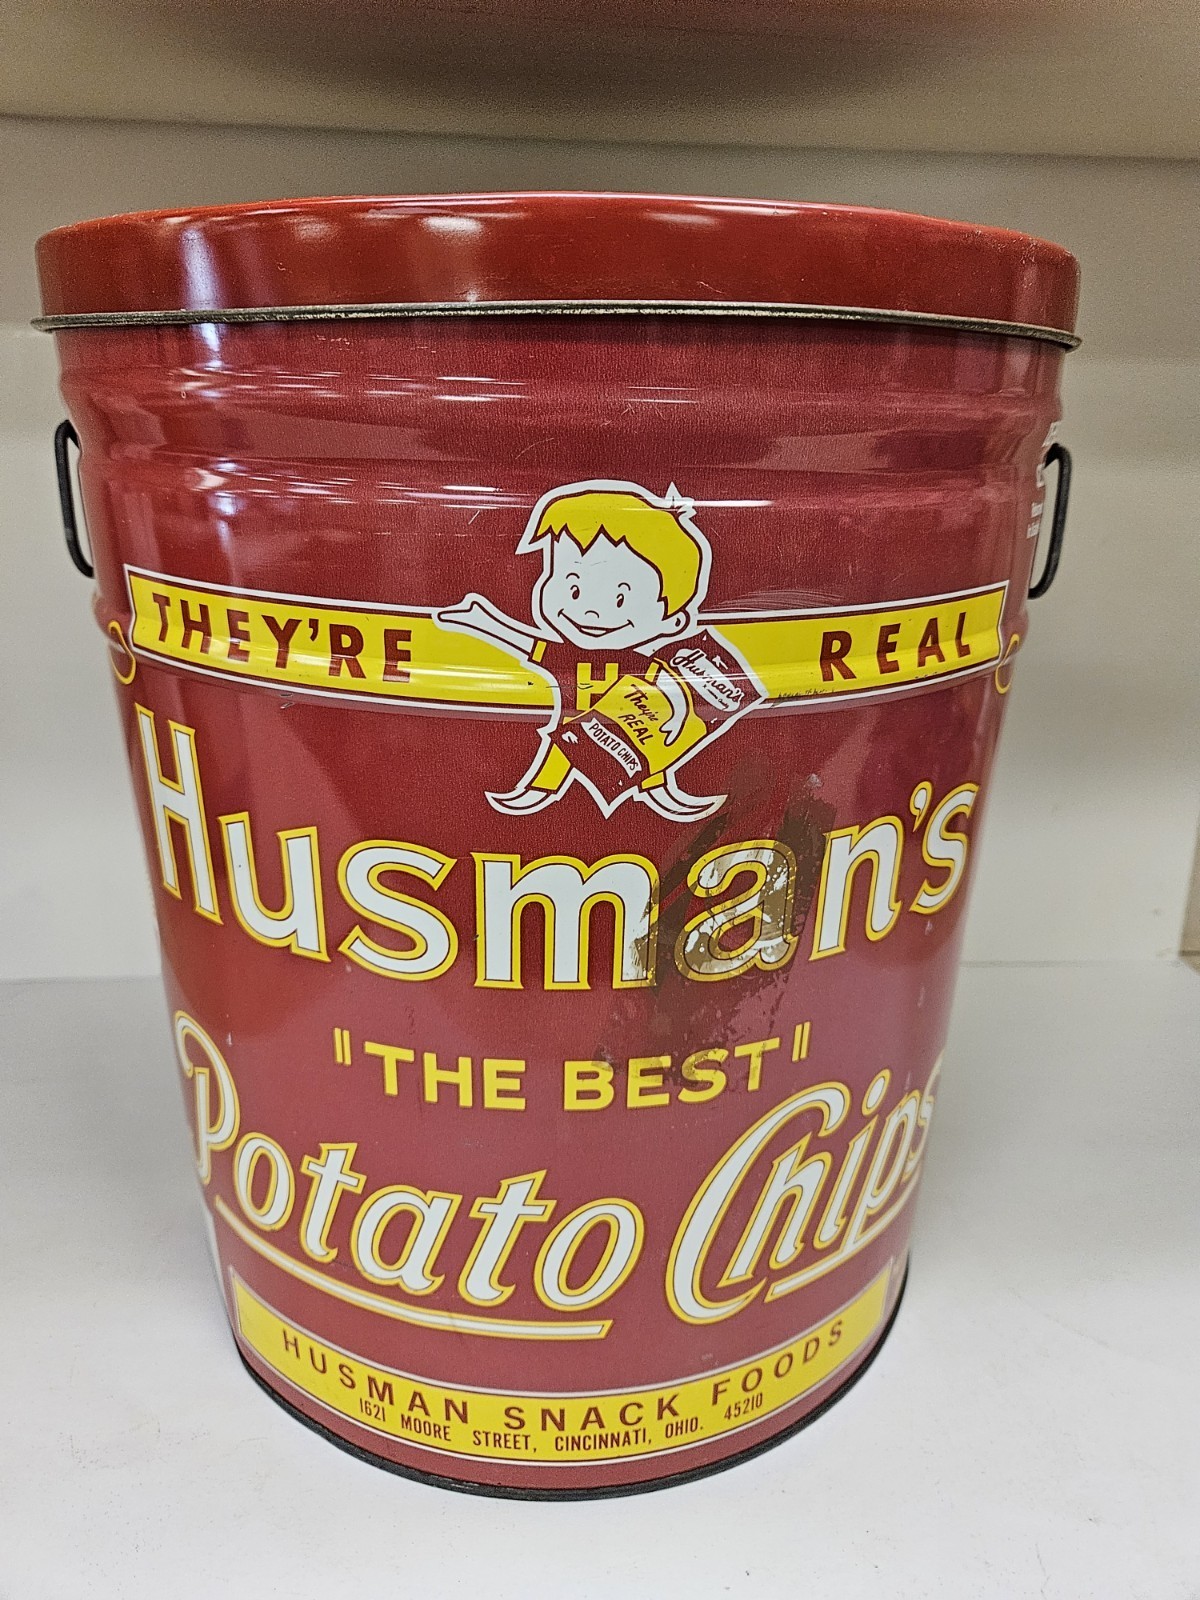 THEY'RE REAL
H
Husman's
They're
REAL
POTATO CHIPS
Husman's
"THE BEST"
Potato Chips
HUSMAN SNACK FOODS
1621 MOORE STREET, CINCINNATI, OHIO. 45210